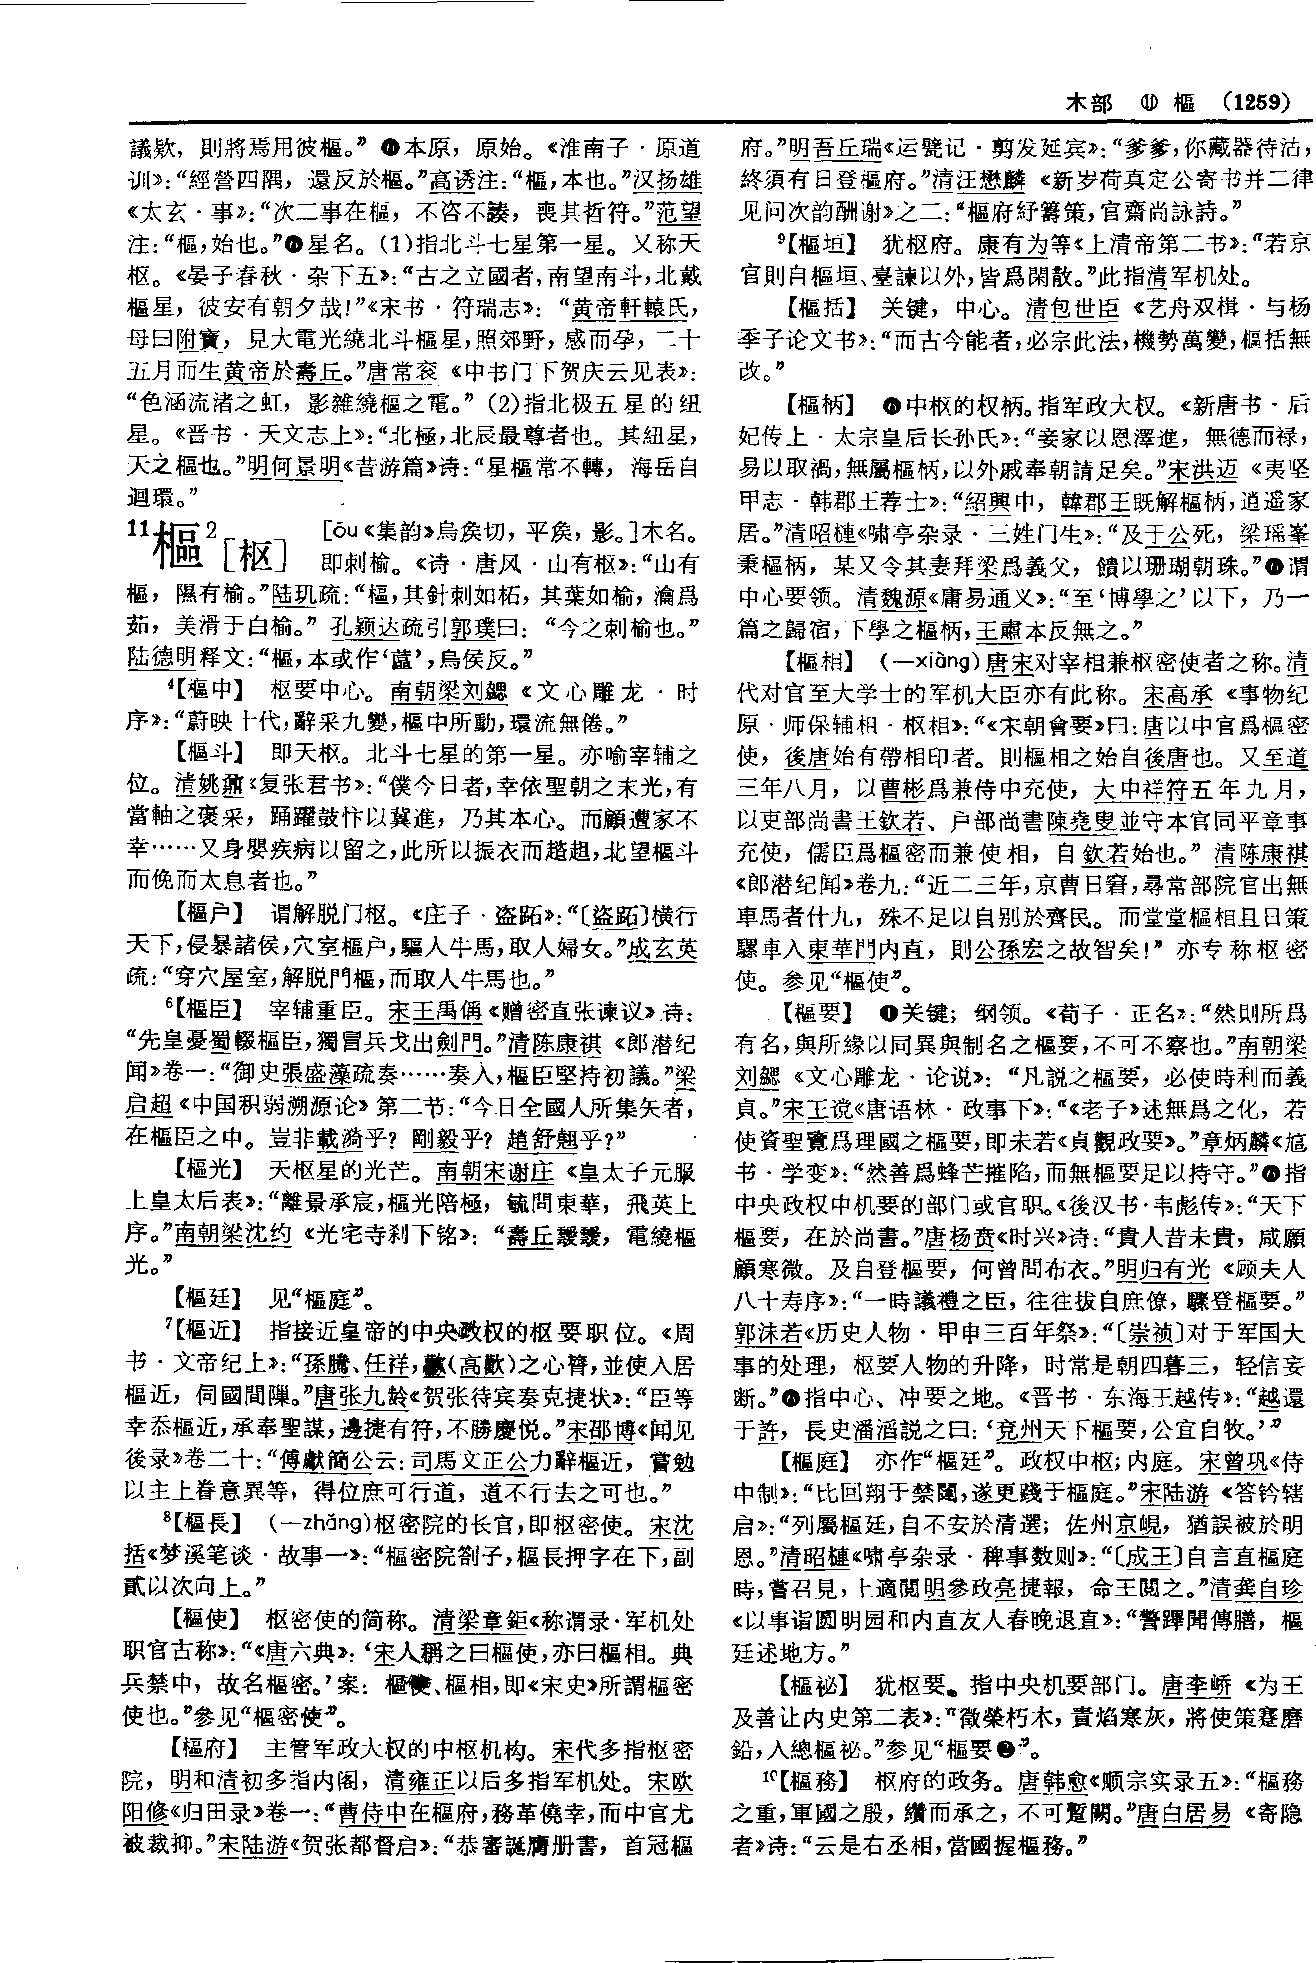 木部 ⑪ 樞 (1259)
議欵，則將焉用彼樞。”本原，原始。《淮南子·原道
训》：“經營四隅，還反於樞。”高诱注：“樞，本也。”汉扬雄
《太玄·事》：“次二事在樞，不咨不諏，喪其哲符。”范望
注：“樞，始也。”星名。(1)指北斗七星第一星。又称天
枢。《晏子春秋·杂下五》：“古之立國者，南望南斗，北戴
樞星，彼安有朝夕哉！”《宋书·符瑞志》：“黄帝軒轅氏，
母曰附寳，見大電光繞北斗樞星，照郊野，感而孕，二十
五月而生黄帝於壽丘。”唐常衮《中书门下贺庆云见表》：
“色涵流渚之虹，影雜繞樞之電。”(2)指北极五星的纽
星。《晋书·天文志上》：“北極，北辰最尊者也。其紐星，
天之樞也。”明何景明《昔游篇》诗：“星樞常不轉，海岳自
迴環。”
11樞2［枢］ [ōu《集韵》烏矦切，平矦，影。]木名。
即刺榆。《诗·唐风·山有枢》：“山有
樞，隰有榆。”陆玑疏：“樞，其針刺如柘，其葉如榆，瀹爲
茹，美滑于白榆。”孔颖达疏引郭璞曰：“今之刺榆也。”
陆德明释文：“樞，本或作‘蓲’，烏侯反。”
4【樞中】 枢要中心。南朝梁刘勰《文心雕龙·时
序》：“蔚映十代，辭采九變，樞中所動，環流無倦。”
【樞斗】 即天枢。北斗七星的第一星。亦喻宰辅之
位。清姚鼐《复张君书》：“僕今日者，幸依聖朝之末光，有
當軸之褒采，踊躍鼓忭以冀進，乃其本心。而顧遭家不
幸……又身嬰疾病以留之，此所以振衣而趑趄，北望樞斗
而俛而太息者也。”
【樞户】 谓解脱门枢。《庄子·盗跖》：“〔盗跖〕横行
天下，侵暴諸侯，穴室樞户，驅人牛馬，取人婦女。”成玄英
疏：“穿穴屋室，解脱門樞，而取人牛馬也。”
6【樞臣】 宰辅重臣。宋王禹偁《赠密直张谏议》诗：
“先皇憂蜀輟樞臣，獨冒兵戈出劍門。”清陈康祺《郎潜纪
闻》卷一：“御史張盛藻疏奏……奏入，樞臣堅持初議。”梁
启超《中国积弱溯源论》第二节：“今日全國人所集矢者，
在樞臣之中。豈非載漪乎？剛毅乎？趙舒翹乎？”
【樞光】 天枢星的光芒。南朝宋谢庄《皇太子元服
上皇太后表》：“離景承宸，樞光陪極，毓問東華，飛英上
序。”南朝梁沈约《光宅寺刹下铭》：“壽丘靉靉，電繞樞
光。”
【樞廷】 见“樞庭”。
7【樞近】 指接近皇帝的中央政权的枢要职位。《周
书·文帝纪上》：“孫騰、任祥，歡(高歡)之心膂，並使入居
樞近，伺國間隟。”唐张九龄《贺张待宾奏克捷状》：“臣等
幸忝樞近，承奉聖謀，邊捷有符，不勝慶悦。”宋邵博《闻见
後录》卷二十：“傅獻簡公云：司馬文正公力辭樞近，嘗勉
以主上眷意異等，得位庶可行道，道不行去之可也。”
8【樞長】 (—zhǎng)枢密院的长官，即枢密使。宋沈
括《梦溪笔谈·故事一》：“樞密院劄子，樞長押字在下，副
貳以次向上。”
【樞使】 枢密使的简称。清梁章鉅《称谓录·军机处
职官古称》：“《唐六典》：‘宋人稱之曰樞使，亦曰樞相。典
兵禁中，故名樞密。’案：樞使、樞相，即《宋史》所謂樞密
使也。”参见“樞密使”。
【樞府】 主管军政大权的中枢机构。宋代多指枢密
院，明和清初多指内阁，清雍正以后多指军机处。宋欧
阳修《归田录》卷一：“曹侍中在樞府，務革僥幸，而中官尤
被裁抑。”宋陆游《贺张都督启》：“恭審誕膺册書，首冠樞
府。”明吾丘瑞《运甓记·剪发延宾》：“爹爹，你藏器待沽，
終須有日登樞府。”清汪懋麟《新岁荷真定公寄书并二律
见问次韵酬谢》之二：“樞府紓籌策，官齋尚詠詩。”
9【樞垣】 犹枢府。康有为等《上清帝第二书》：“若京
官則自樞垣、臺諫以外，皆爲閑散。”此指清军机处。
【樞括】 关键，中心。清包世臣《艺舟双楫·与杨
季子论文书》：“而古今能者，必宗此法，機勢萬變，樞括無
改。”
【樞柄】 ❶中枢的权柄。指军政大权。《新唐书·后
妃传上·太宗皇后长孙氏》：“妾家以恩澤進，無德而禄，
易以取禍，無屬樞柄，以外戚奉朝請足矣。”宋洪迈《夷坚
甲志·韩郡王荐士》：“紹興中，韓郡王既解樞柄，逍遥家
居。”清昭槤《啸亭杂录·三姓门生》：“及于公死，梁瑶峯
秉樞柄，某又令其妻拜梁爲義父，饋以珊瑚朝珠。”❷谓
中心要领。清魏源《庸易通义》：“至‘博學之’以下，乃一
篇之歸宿，下學之樞柄，王肅本反無之。”
【樞相】 (—xiàng)唐宋对宰相兼枢密使者之称。清
代对官至大学士的军机大臣亦有此称。宋高承《事物纪
原·师保辅相·枢相》：“《宋朝會要》曰：唐以中官爲樞密
使，後唐始有帶相印者。則樞相之始自後唐也。又至道
三年八月，以曹彬爲兼侍中充使，大中祥符五年九月，
以吏部尚書王欽若、户部尚書陳堯叟並守本官同平章事
充使，儒臣爲樞密而兼使相，自欽若始也。”清陈康祺
《郎潜纪闻》卷九：“近二三年，京曹日窘，尋常部院官出無
車馬者什九，殊不足以自别於齊民。而堂堂樞相且日策
騾車入東華門内直，則公孫宏之故智矣！”亦专称枢密
使。参见“樞使”。
【樞要】 ❶关键；纲领。《荀子·正名》：“然則所爲
有名，與所緣以同異與制名之樞要，不可不察也。”南朝梁
刘勰《文心雕龙·论说》：“凡説之樞要，必使時利而義
貞。”宋王谠《唐语林·政事下》：“《老子》述無爲之化，若
使資聖覽爲理國之樞要，即未若《貞觀政要》。”章炳麟《訄
书·学变》：“然善爲蜂芒摧陷，而無樞要足以持守。”❷指
中央政权中机要的部门或官职。《後汉书·韦彪传》：“天下
樞要，在於尚書。”唐杨贲《时兴》诗：“貴人昔未貴，咸願
顧寒微。及自登樞要，何曾問布衣。”明归有光《顾夫人
八十寿序》：“一時議禮之臣，往往拔自庶僚，驟登樞要。”
郭沫若《历史人物·甲申三百年祭》：“〔崇祯〕对于军国大
事的处理，枢要人物的升降，时常是朝四暮三，轻信妄
断。”❸指中心、冲要之地。《晋书·东海王越传》：“越還
于許，長史潘滔説之曰：‘兖州天下樞要，公宜自牧。’”
【樞庭】 亦作“樞廷”。政权中枢；内庭。宋曾巩《侍
中制》：“比回翔于禁闥，遂更踐于樞庭。”宋陆游《答钤辖
启》：“列屬樞廷，自不安於清選；佐州京峴，猶誤被於明
恩。”清昭槤《啸亭杂录·稗事数则》：“〔成王〕自言直樞庭
時，嘗召見，上適閲明參政亮捷報，命王閲之。”清龚自珍
《以事诣圆明园和内直友人春晚退直》：“警蹕聞傳膳，樞
廷述地方。”
【樞祕】 犹枢要。指中央机要部门。唐李峤《为王
及善让内史第二表》：“徵榮朽木，責焰寒灰，將使策蹇磨
鉛，入總樞祕。”参见“樞要❷”。
10【樞務】 枢府的政务。唐韩愈《顺宗实录五》：“樞務
之重，軍國之殷，纘而承之，不可蹔闕。”唐白居易《寄隐
者》诗：“云是右丞相，當國握樞務。”